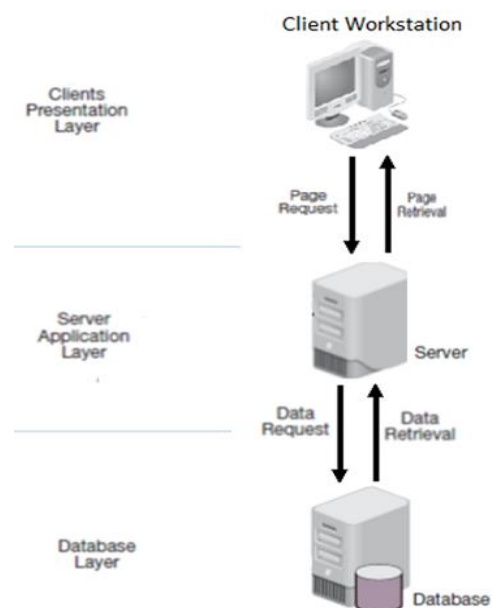 Client Workstation
Clients
Presentation
Layer
Page
Request
Page
Retrieval
Server
Application
Layer
Server
Data
Request
Data
Retrieval
Database
Layer
Database